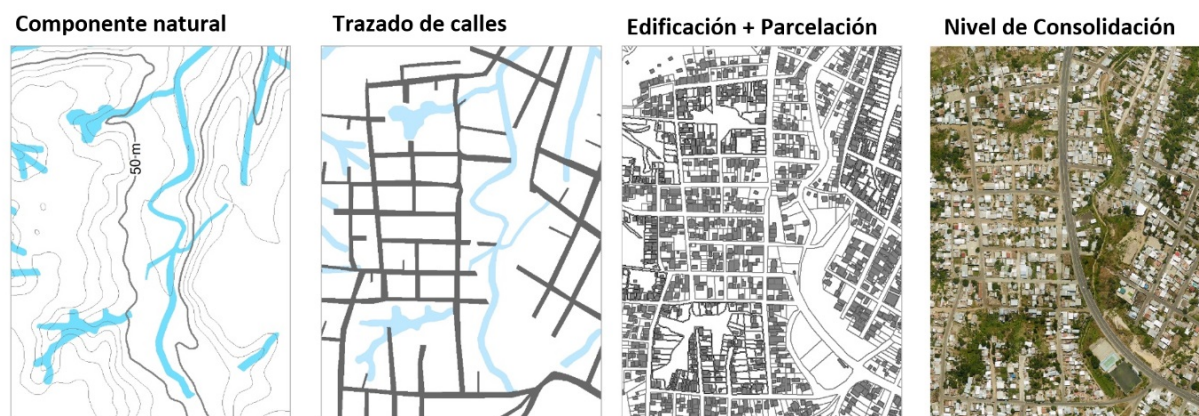 Componente natural
Trazado de calles
Edificación + Parcelación
Nivel de Consolidación
50-m